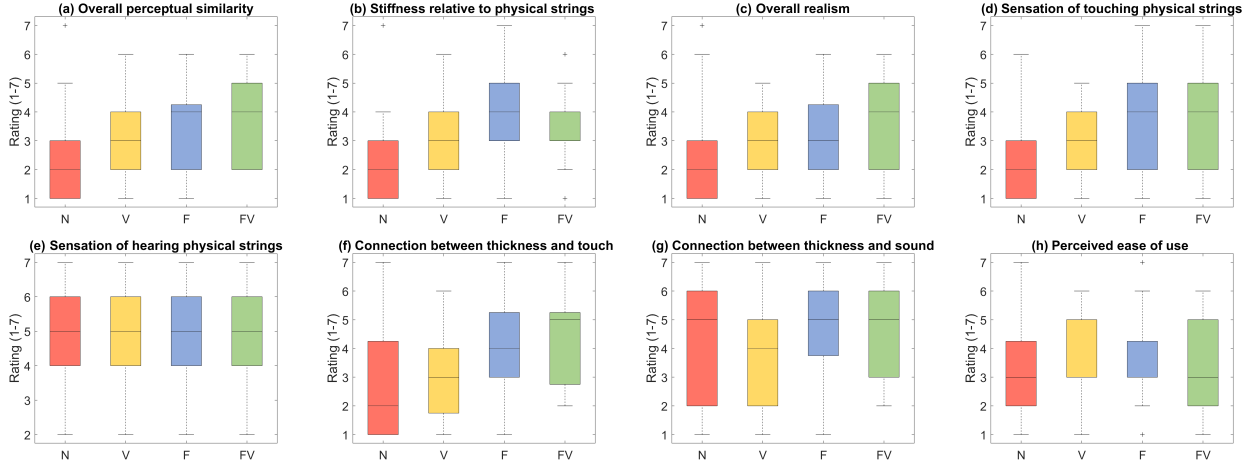 (a) Overall perceptual similarity
Rating (1-7)
7
6
5
4
3
2
1
N V F FV
(b) Stiffness relative to physical strings
Rating (1-7)
7
6
5
4
3
2
1
N V F FV
(c) Overall realism
Rating (1-7)
7
6
5
4
3
2
1
N V F FV
(d) Sensation of touching physical strings
Rating (1-7)
7
6
5
4
3
2
1
N V F FV
(e) Sensation of hearing physical strings
Rating (1-7)
7
6
5
4
3
2
N V F FV
(f) Connection between thickness and touch
Rating (1-7)
7
6
5
4
3
2
1
N V F FV
(g) Connection between thickness and sound
Rating (1-7)
7
6
5
4
3
2
1
N V F FV
(h) Perceived ease of use
Rating (1-7)
7
6
5
4
3
2
1
N V F FV